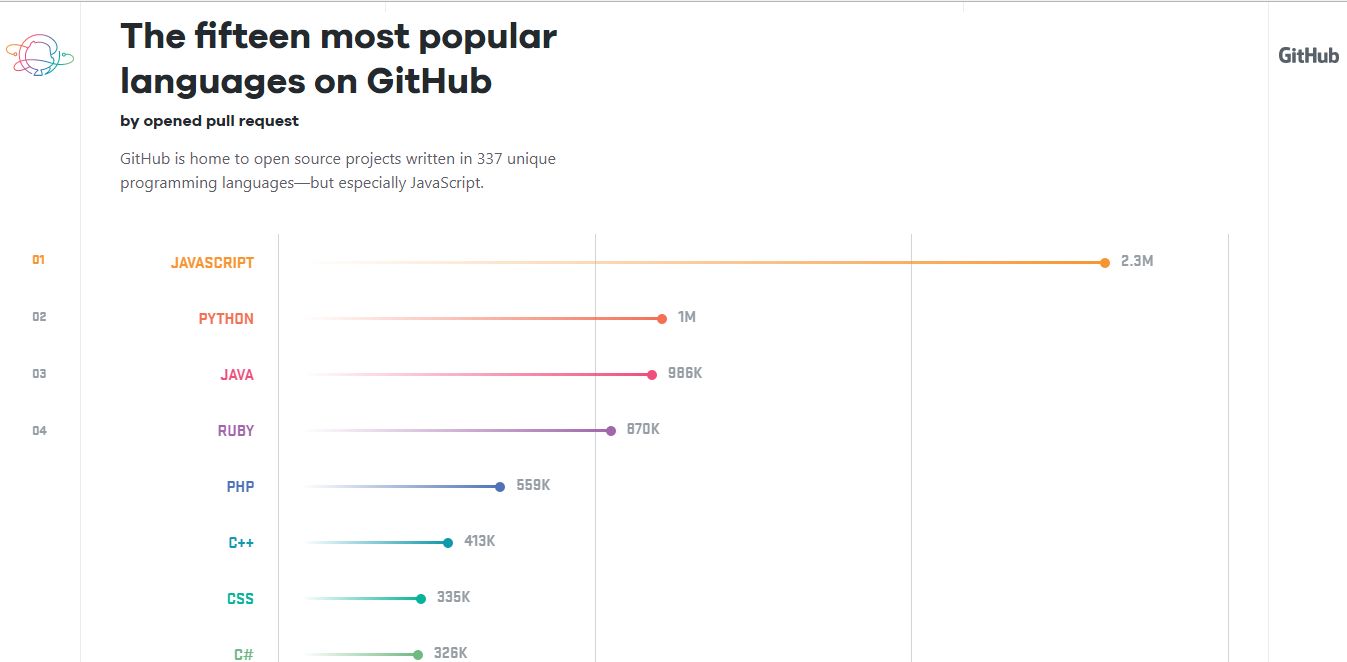 The fifteen most popular
languages on GitHub
GitHub
by opened pull request
GitHub is home to open source projects written in 337 unique
programming languages—but especially JavaScript.
01
JAVASCRIPT
2.3M
02
PYTHON
1M
03
JAVA
986K
04
RUBY
870K
PHP
559K
C++
413K
CSS
335K
C#
326K